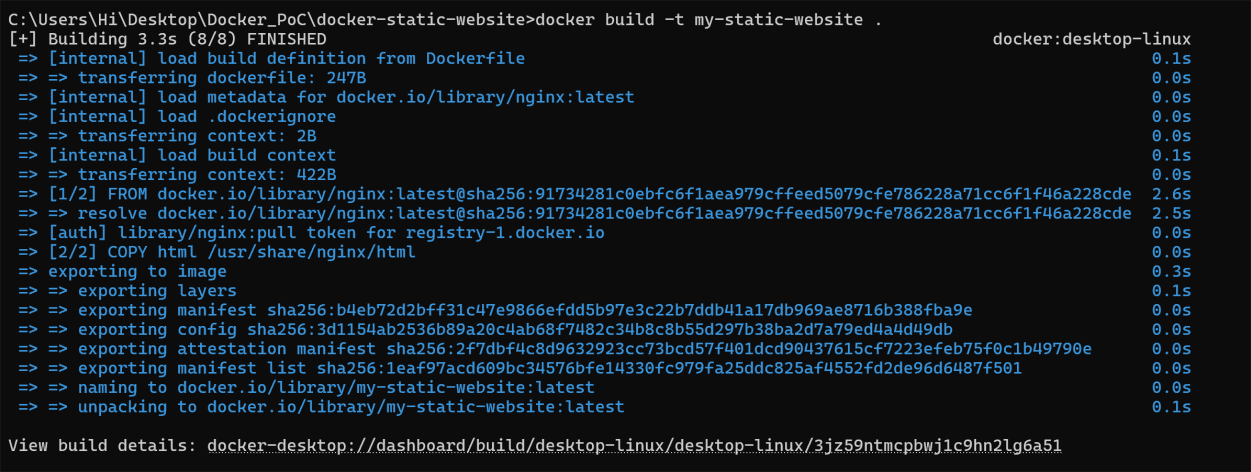 C:\Users\Hi\Desktop\Docker_PoC\docker-static-website>docker build -t my-static-website .
[+] Building 3.3s (8/8) FINISHED docker:desktop-linux
=> [internal] load build definition from Dockerfile 0.1s
=> => transferring dockerfile: 247B 0.0s
=> [internal] load metadata for docker.io/library/nginx:latest 0.0s
=> [internal] load .dockerignore 0.0s
=> => transferring context: 2B 0.0s
=> [internal] load build context 0.1s
=> => transferring context: 422B 0.0s
=> [1/2] FROM docker.io/library/nginx:latest@sha256:91734281c0ebfc6f1aea979cffeed5079cfe786228a71cc6f1f46a228cde 2.6s
=> => resolve docker.io/library/nginx:latest@sha256:91734281c0ebfc6f1aea979cffeed5079cfe786228a71cc6f1f46a228cde 2.5s
=> [auth] library/nginx:pull token for registry-1.docker.io 0.0s
=> [2/2] COPY html /usr/share/nginx/html 0.0s
=> exporting to image 0.3s
=> => exporting layers 0.1s
=> => exporting manifest sha256:b4eb72d2bff31c47e9866efdd5b97e3c22b7ddb41a17db969ae8716b388fba9e 0.0s
=> => exporting config sha256:3d1154ab2536b89a20c4ab68f7482c34b8c8b55d297b38ba2d7a79ed4a4d49db 0.0s
=> => exporting attestation manifest sha256:2f7dbf4c8d9632923cc73bcd57f401dcd90437615cf7223efeb75f0c1b49790e 0.0s
=> => exporting manifest list sha256:1eaf97acd609bc34576bfe14330fc979fa25ddc825af4552fd2de96d6487f501 0.0s
=> => naming to docker.io/library/my-static-website:latest 0.0s
=> => unpacking to docker.io/library/my-static-website:latest 0.1s
View build details: docker-desktop://dashboard/build/desktop-linux/desktop-linux/3jz59ntmcpbwj1c9hn2lg6a51